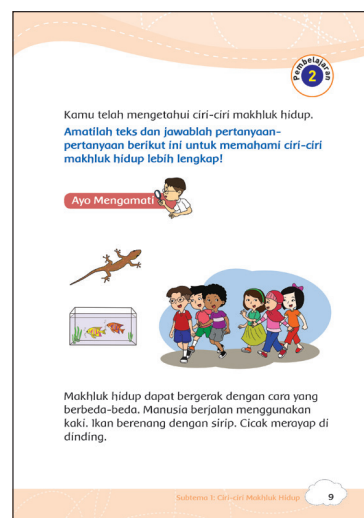 Pembelajaran
2
Kamu telah mengetahui ciri-ciri makhluk hidup.
Amatilah teks dan jawablah pertanyaan-
pertanyaan berikut ini untuk memahami ciri-ciri
makhluk hidup lebih lengkap!
Ayo Mengamati
Makhluk hidup dapat bergerak dengan cara yang
berbeda-beda. Manusia berjalan menggunakan
kaki. Ikan berenang dengan sirip. Cicak merayap di
dinding.
Subtema 1: Ciri-ciri Makhluk Hidup
9